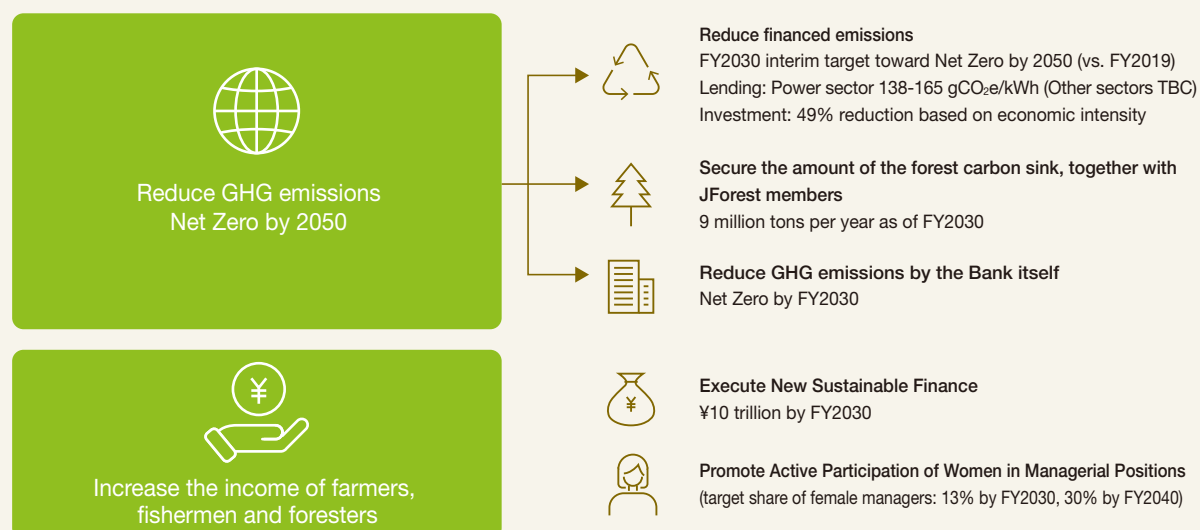 Reduce GHG emissions
Net Zero by 2050
Reduce financed emissions
FY2030 interim target toward Net Zero by 2050 (vs. FY2019)
Lending: Power sector 138-165 gCO₂e/kWh (Other sectors TBC)
Investment: 49% reduction based on economic intensity
Secure the amount of the forest carbon sink, together with
JForest members
9 million tons per year as of FY2030
Reduce GHG emissions by the Bank itself
Net Zero by FY2030
¥
Increase the income of farmers,
fishermen and foresters
¥
Execute New Sustainable Finance
¥10 trillion by FY2030
Promote Active Participation of Women in Managerial Positions
(target share of female managers: 13% by FY2030, 30% by FY2040)